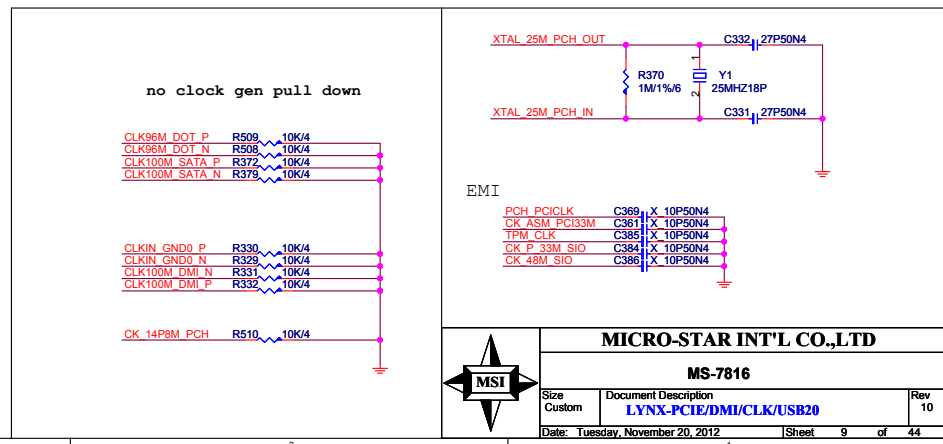 no clock gen pull down
CLK96M_DOT_P R509 10K/4
CLK96M_DOT_N R508 10K/4
CLK100M_SATA_P R372 10K/4
CLK100M_SATA_N R379 10K/4
CLKIN_GND0_P R330 10K/4
CLKIN_GND0_N R329 10K/4
CLK100M_DMI_N R331 10K/4
CLK100M_DMI_P R332 10K/4
CK_14P8M_PCH R510 10K/4
XTAL_25M_PCH_OUT C332 27P50N4
1
R370 Y1
1M/1%/6 25MHZ18P
2
XTAL_25M_PCH_IN C331 27P50N4
EMI
PCH_PCICLK C369 X_10P50N4
CK_ASM_PCI33M C361 X_10P50N4
TPM_CLK C385 X_10P50N4
CK_P_33M_SIO C384 X_10P50N4
CK_48M_SIO C386 X_10P50N4
MSI
MICRO-STAR INT'L CO.,LTD
MS-7816
Size Document Description Rev
Custom LYNX-PCIE/DMI/CLK/USB20 10
Date: Tuesday, November 20, 2012 Sheet 9 of 44